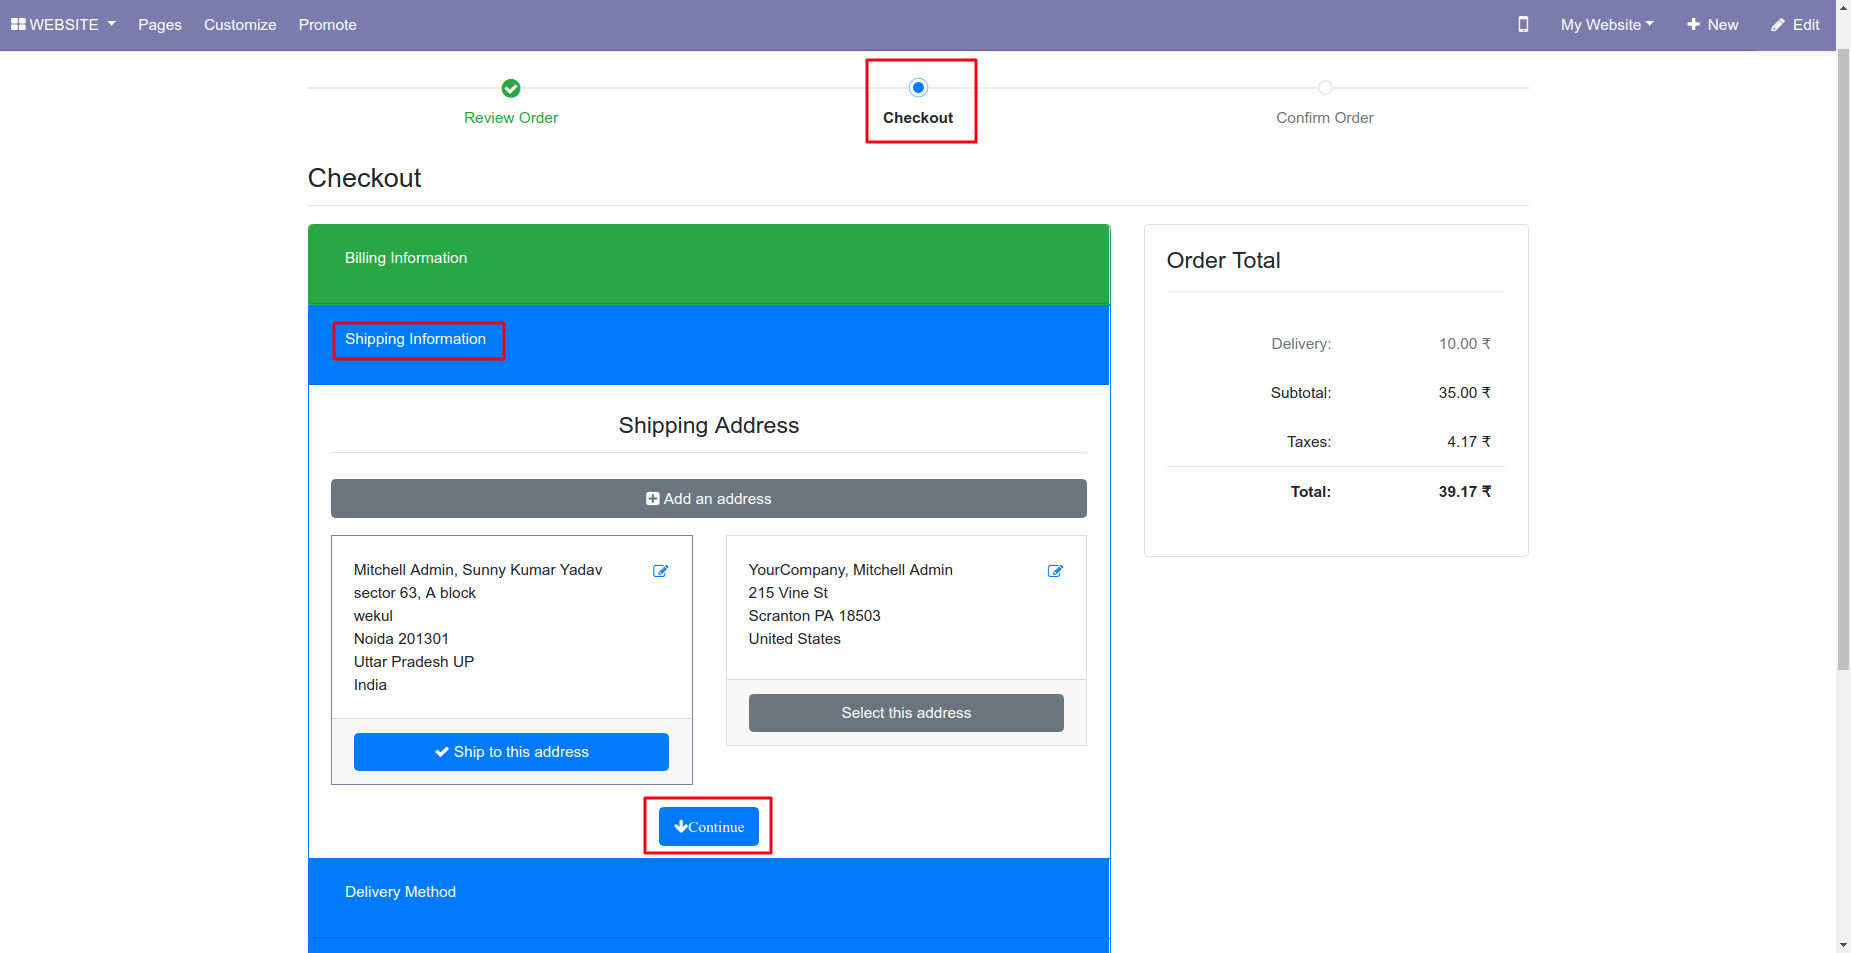 WEBSITE Pages Customize Promote My Website New Edit
Review Order Checkout Confirm Order
Checkout
Billing Information
Shipping Information
Shipping Address
Add an address
Mitchell Admin, Sunny Kumar Yadav
sector 63, A block
wekul
Noida 201301
Uttar Pradesh UP
India
Ship to this address
YourCompany, Mitchell Admin
215 Vine St
Scranton PA 18503
United States
Select this address
Continue
Delivery Method
Order Total
Delivery: 10.00 ₹
Subtotal: 35.00 ₹
Taxes: 4.17 ₹
Total: 39.17 ₹